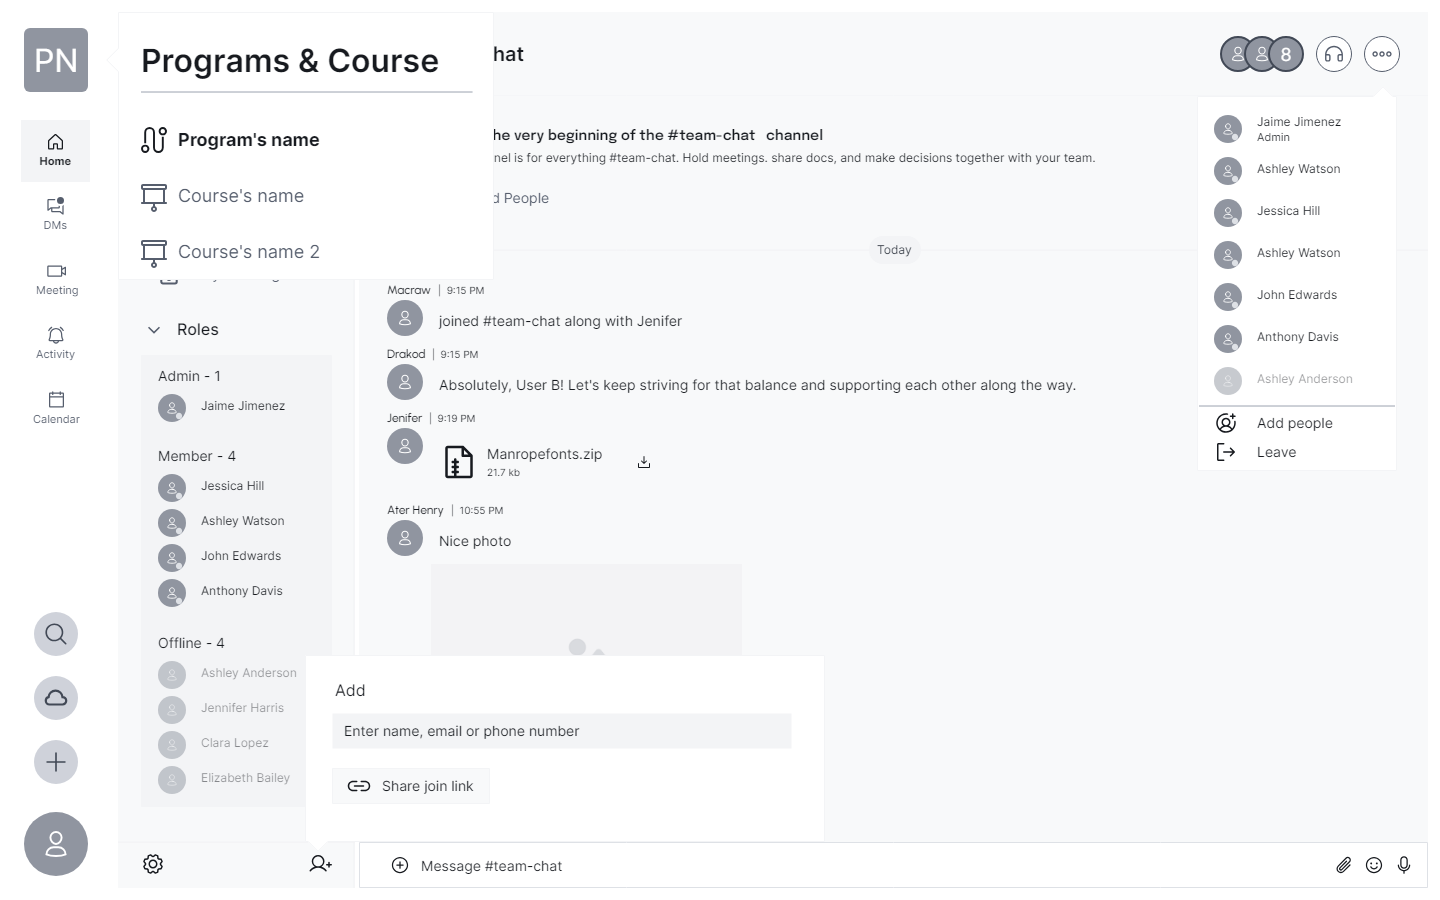 PN
Home
DMs
Meeting
Activity
Calendar
Programs & Course
Program's name
Course's name
Course's name 2
Roles
Admin - 1
Jaime Jimenez
Member - 4
Jessica Hill
Ashley Watson
John Edwards
Anthony Davis
Offline - 4
Ashley Anderson
Jennifer Harris
Clara Lopez
Elizabeth Bailey
chat
8
he very beginning of the #team-chat channel
nel is for everything #team-chat. Hold meetings. share docs, and make decisions together with your team.
d People
Today
Macraw | 9:15 PM
joined #team-chat along with Jenifer
Drakod | 9:15 PM
Absolutely, User B! Let's keep striving for that balance and supporting each other along the way.
Jenifer | 9:19 PM
Manropefonts.zip
21.7 kb
Ater Henry | 10:55 PM
Nice photo
Jaime Jimenez
Admin
Ashley Watson
Jessica Hill
Ashley Watson
John Edwards
Anthony Davis
Ashley Anderson
Add people
Leave
Add
Enter name, email or phone number
Share join link
Message #team-chat